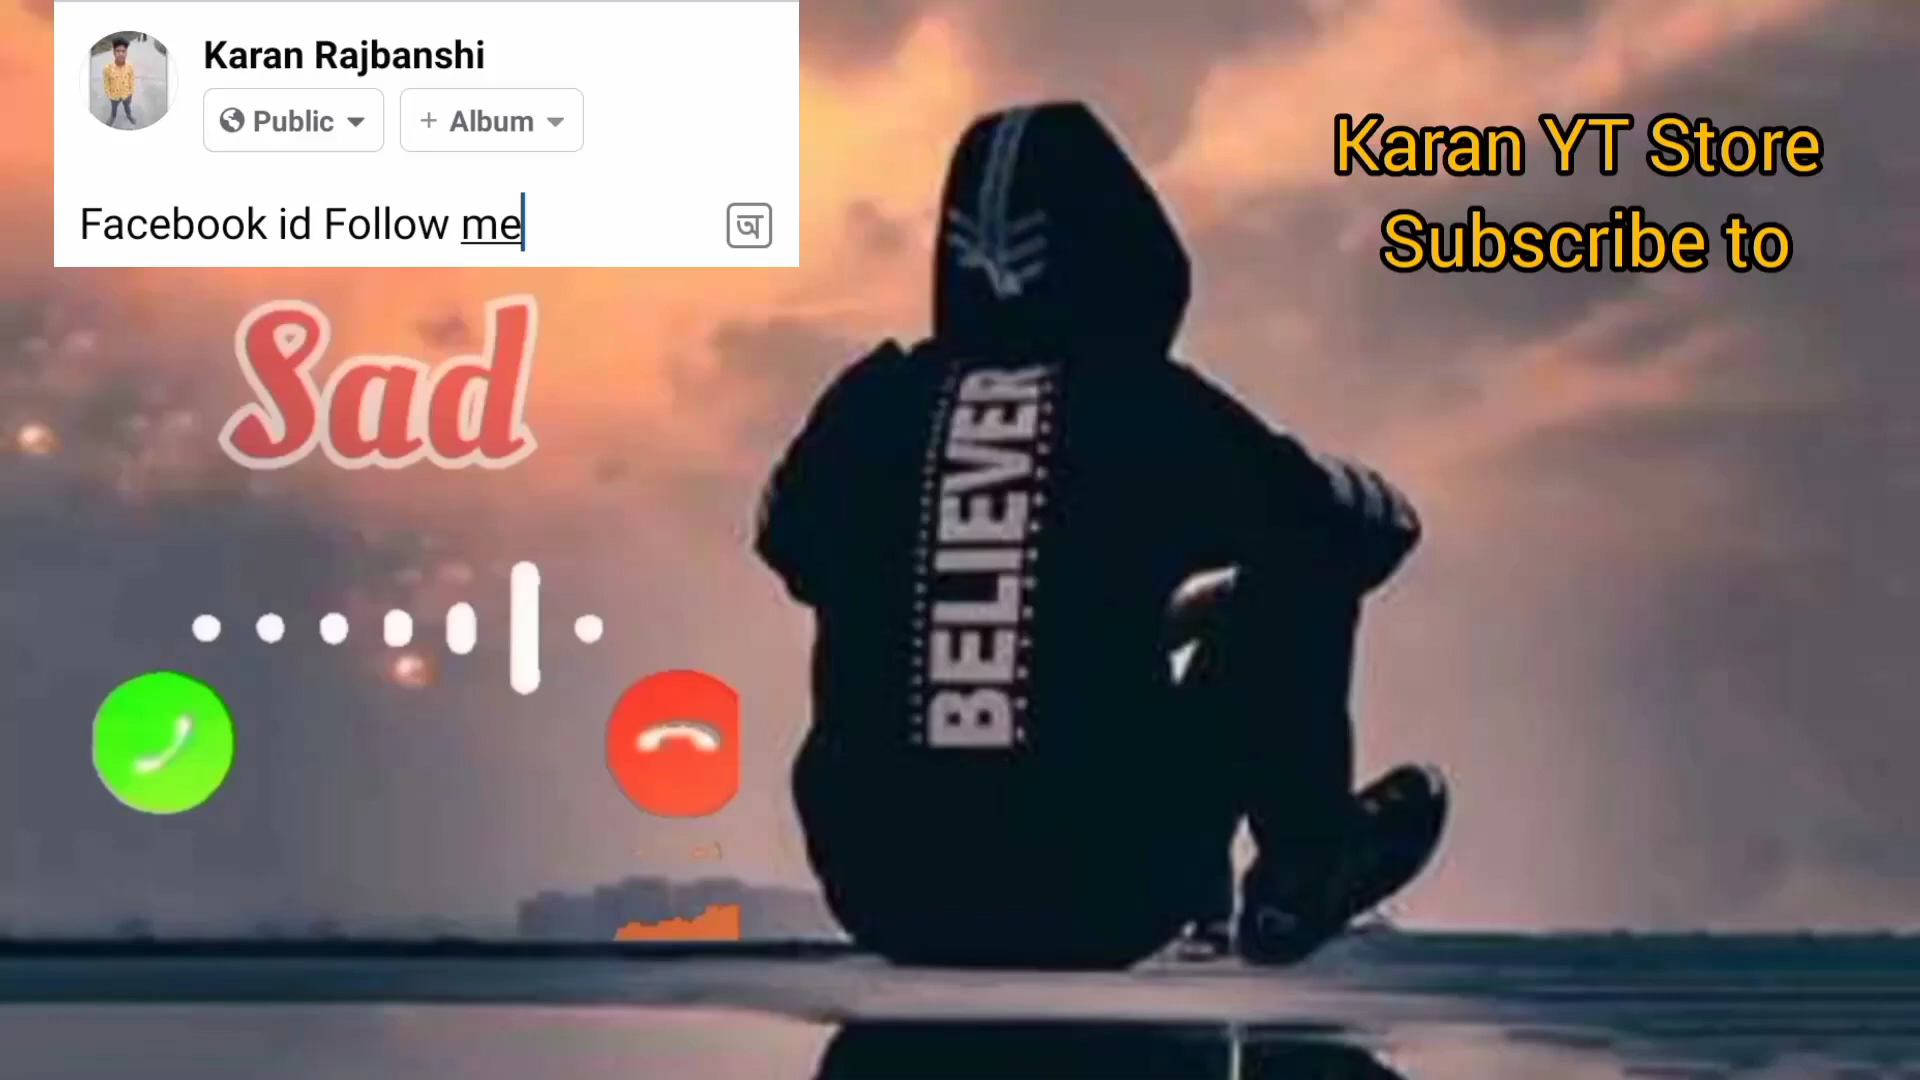 Karan Rajbanshi
Public
+ Album
Facebook id Follow me
অ
Karan YT Store
Subscribe to
Sad
BELIEVER